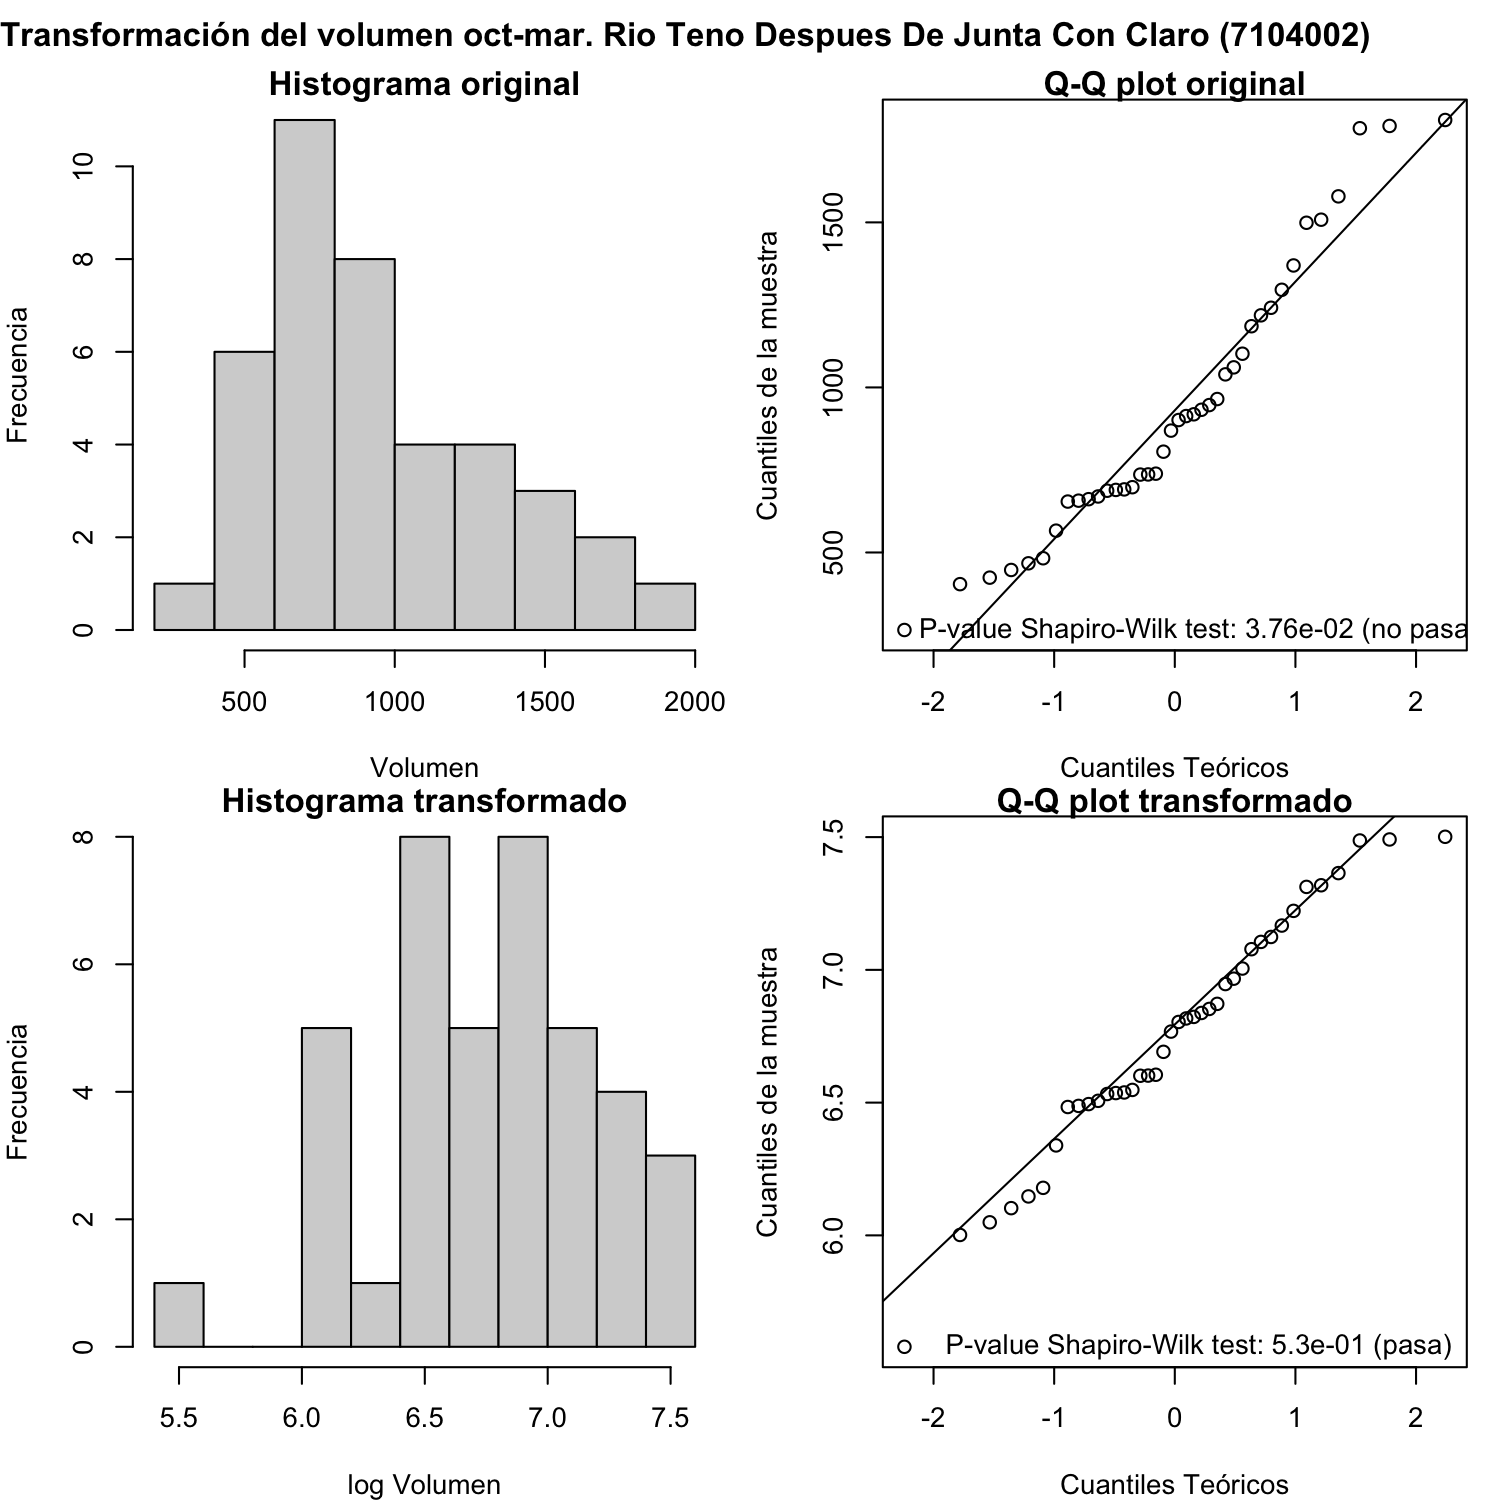 Transformación del volumen oct-mar. Rio Teno Despues De Junta Con Claro (7104002)
Histograma original
Frecuencia
0 2 4 6 8 10
500 1000 1500 2000
Volumen
Q-Q plot original
Cuantiles de la muestra
500 1000 1500
P-value Shapiro-Wilk test: 3.76e-02 (no pasa
-2 -1 0 1 2
Cuantiles Teóricos
Histograma transformado
Frecuencia
0 2 4 6 8
5.5 6.0 6.5 7.0 7.5
log Volumen
Q-Q plot transformado
Cuantiles de la muestra
6.0 6.5 7.0 7.5
P-value Shapiro-Wilk test: 5.3e-01 (pasa)
-2 -1 0 1 2
Cuantiles Teóricos